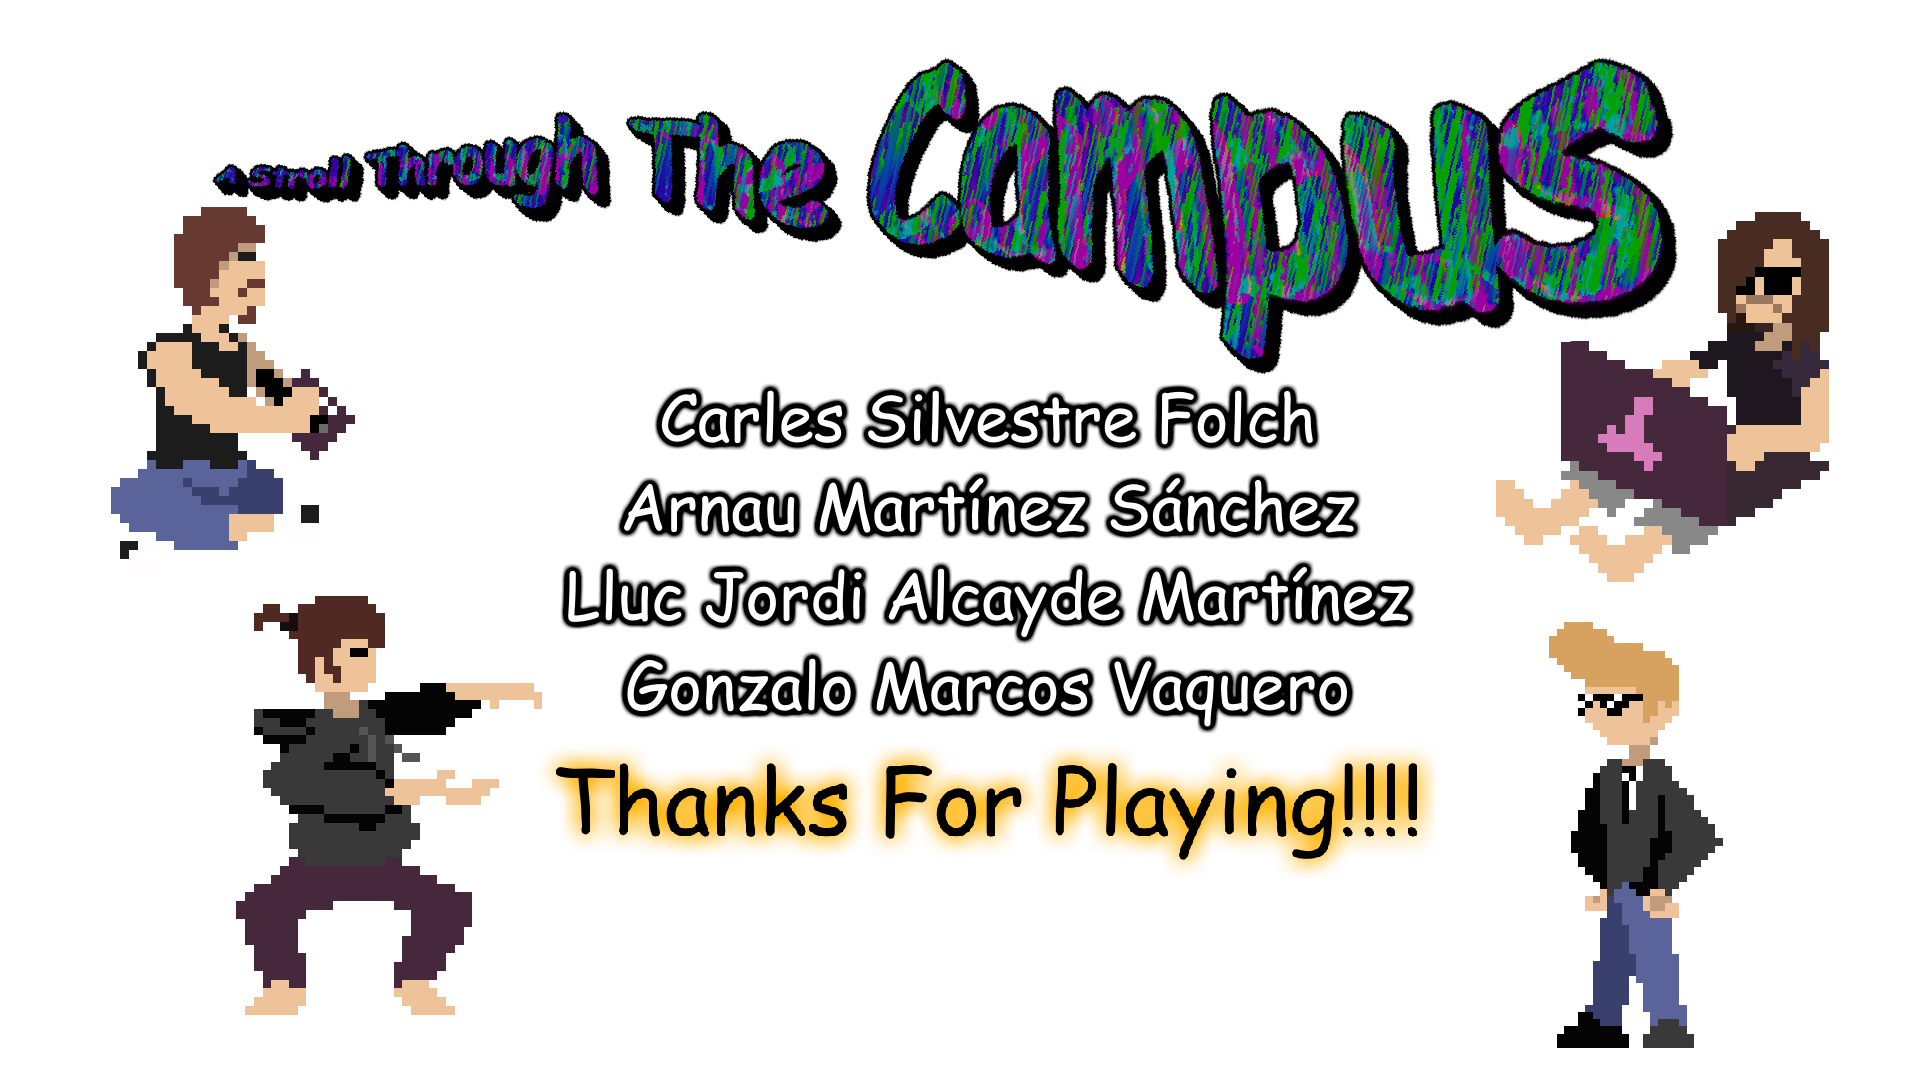 A Stroll Through The Campus
Carles Silvestre Folch
Arnau Martínez Sánchez
Lluc Jordi Alcayde Martínez
Gonzalo Marcos Vaquero
Thanks For Playing!!!!